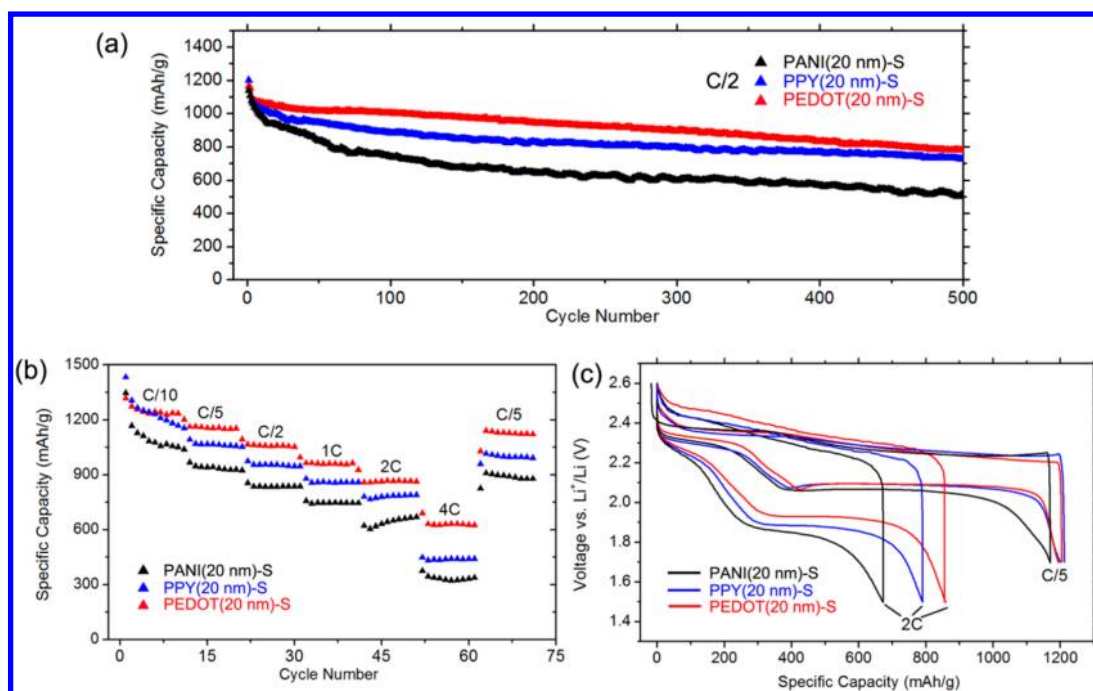 (a)
Specific Capacity (mAh/g)
1400
1200
1000
800
600
400
200
0
C/2
PANI(20 nm)-S
PPY(20 nm)-S
PEDOT(20 nm)-S
0
100
200
300
400
500
Cycle Number
(b)
Specific Capacity (mAh/g)
1500
1200
900
600
300
0
C/10
C/5
C/2
1C
2C
4C
C/5
PANI(20 nm)-S
PPY(20 nm)-S
PEDOT(20 nm)-S
0
15
30
45
60
75
Cycle Number
(c)
Voltage vs. Li⁺/Li (V)
2.6
2.4
2.2
2.0
1.8
1.6
1.4
PANI(20 nm)-S
PPY(20 nm)-S
PEDOT(20 nm)-S
2C
C/5
0
200
400
600
800
1000
1200
Specific Capacity (mAh/g)